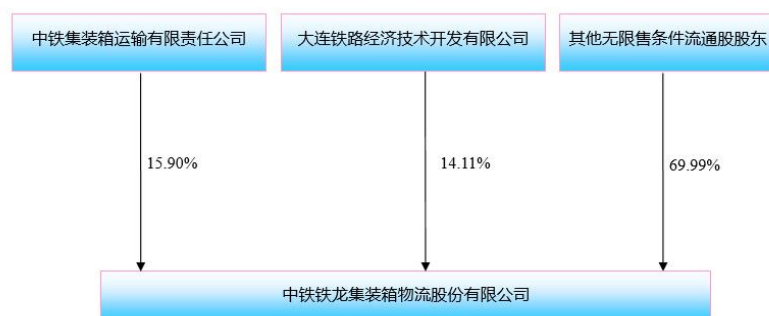 中铁集装箱运输有限责任公司
大连铁路经济技术开发有限公司
其他无限售条件流通股股东
15.90%
14.11%
69.99%
中铁铁龙集装箱物流股份有限公司